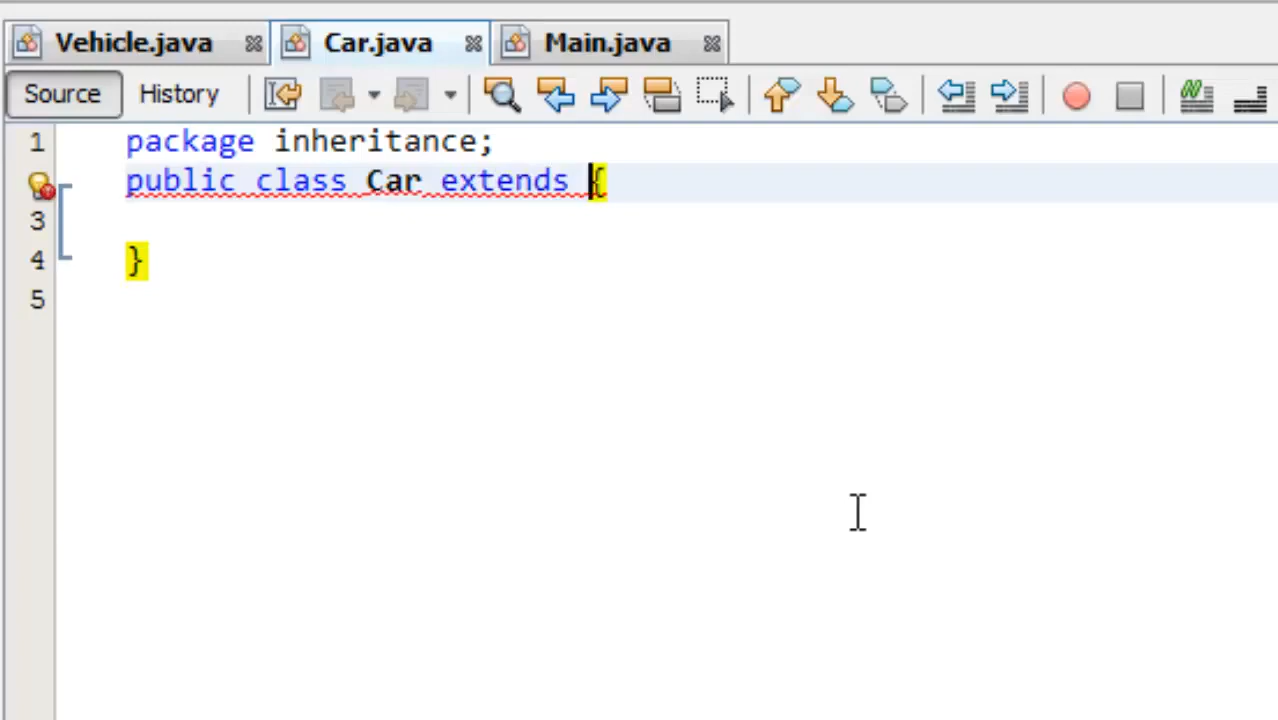 Vehicle.java Car.java Main.java
Source History
1 package inheritance;
public class Car extends {
3
4 }
5